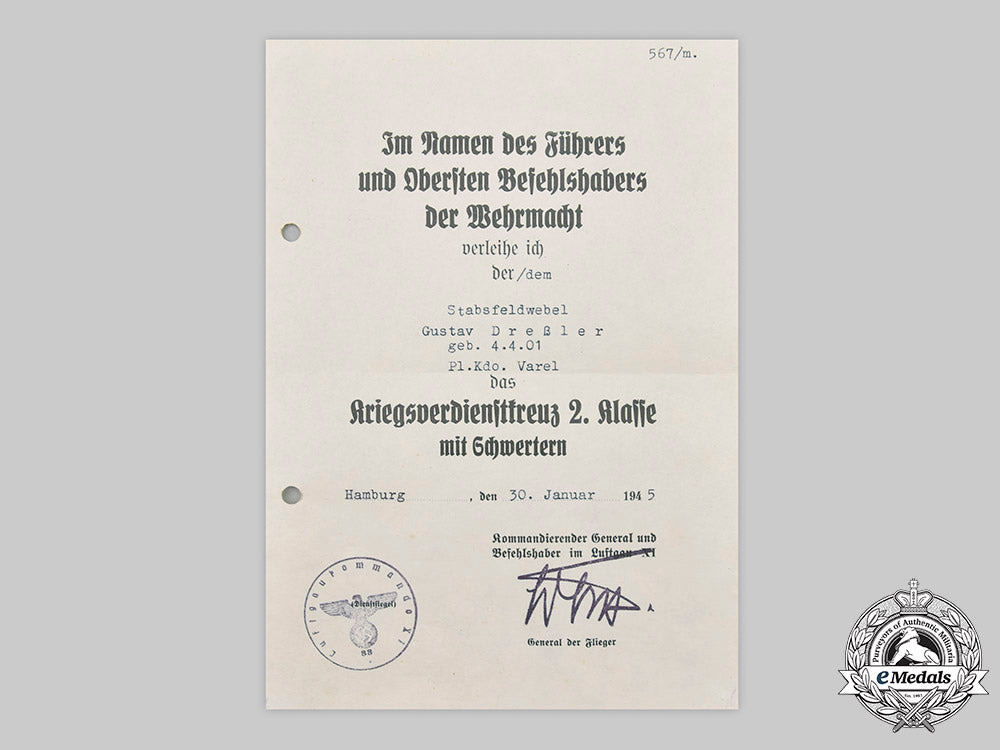 567/m.
Im Namen des Führers
und Obersten Befehlshabers
der Wehrmacht
verleihe ich
der/dem
Stabsfeldwebel
Gustav D r e ß l e r
geb. 4.4.01
Pl.Kdo. Varel
das
Kriegsverdienstkreuz 2. Klasse
mit Schwertern
Hamburg , den 30. Januar 1945
Kommandierender General und
Befehlshaber im Luftgau XI
General der Flieger
Luftgaukommando XI
(Dienstsiegel)
88
Purveyors of Authentic Militaria
eMedals